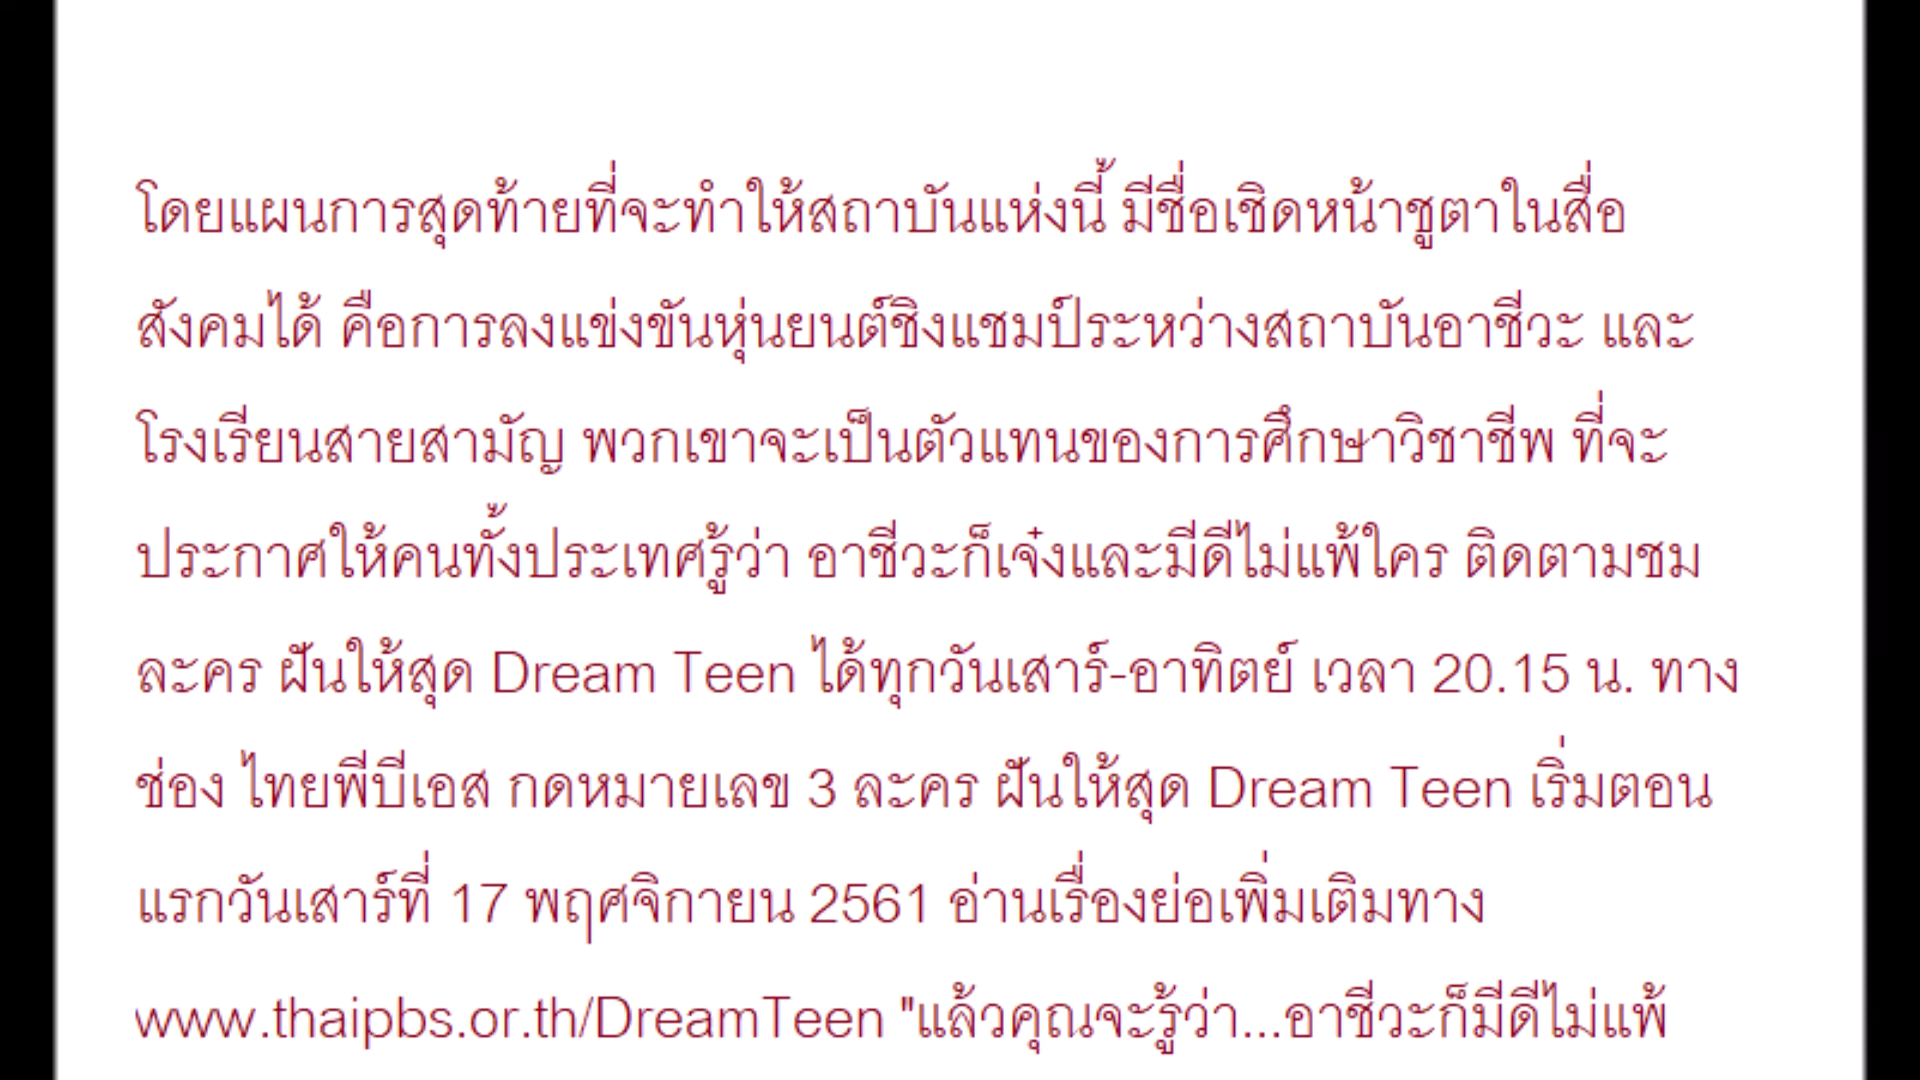 โดยแผนการสุดท้ายที่จะทำให้สถาบันแห่งนี้ มีชื่อเชิดหน้าชูตาในสื่อ
สังคมได้ คือการลงแข่งขันหุ่นยนต์ชิงแชมป์ระหว่างสถาบันอาชีวะ และ
โรงเรียนสายสามัญ พวกเขาจะเป็นตัวแทนของการศึกษาวิชาชีพ ที่จะ
ประกาศให้คนทั้งประเทศรู้ว่า อาชีวะก็เจ๋งและมีดีไม่แพ้ใคร ติดตามชม
ละคร ฝันให้สุด Dream Teen ได้ทุกวันเสาร์-อาทิตย์ เวลา 20.15 น. ทาง
ช่อง ไทยพีบีเอส กดหมายเลข 3 ละคร ฝันให้สุด Dream Teen เริ่มตอน
แรกวันเสาร์ที่ 17 พฤศจิกายน 2561 อ่านเรื่องย่อเพิ่มเติมทาง
www.thaipbs.or.th/DreamTeen "แล้วคุณจะรู้ว่า...อาชีวะก็มีดีไม่แพ้